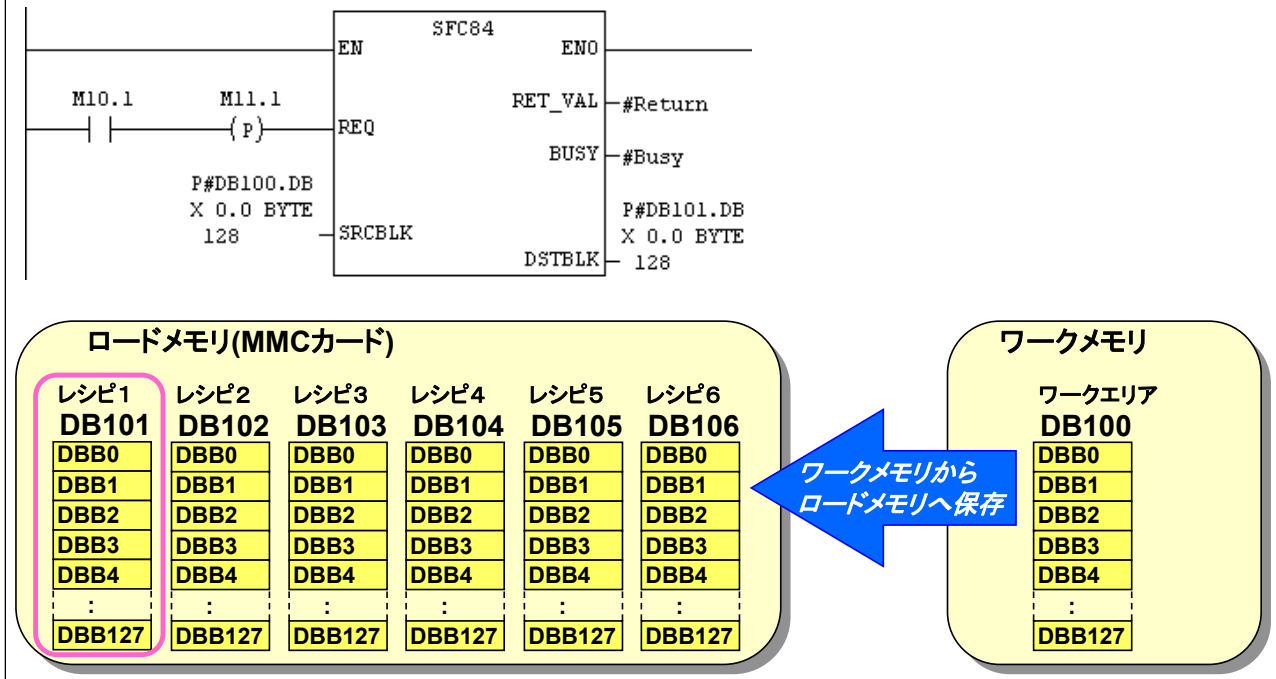 SFC84
EN
ENO
M10.1
M11.1
RET_VAL
#Return
( P )
REQ
BUSY
#Busy
P#DB100.DB
X 0.0 BYTE
128
SRCBLK
P#DB101.DB
X 0.0 BYTE
128
DSTBLK
ロードメモリ(MMCカード)
レシピ1 レシピ2 レシピ3 レシピ4 レシピ5 レシピ6
DB101 DB102 DB103 DB104 DB105 DB106
DBB0 DBB0 DBB0 DBB0 DBB0 DBB0
DBB1 DBB1 DBB1 DBB1 DBB1 DBB1
DBB2 DBB2 DBB2 DBB2 DBB2 DBB2
DBB3 DBB3 DBB3 DBB3 DBB3 DBB3
DBB4 DBB4 DBB4 DBB4 DBB4 DBB4
: : : : : :
DBB127 DBB127 DBB127 DBB127 DBB127 DBB127
ワークメモリから
ロードメモリへ保存
ワークメモリ
ワークエリア
DB100
DBB0
DBB1
DBB2
DBB3
DBB4
:
DBB127